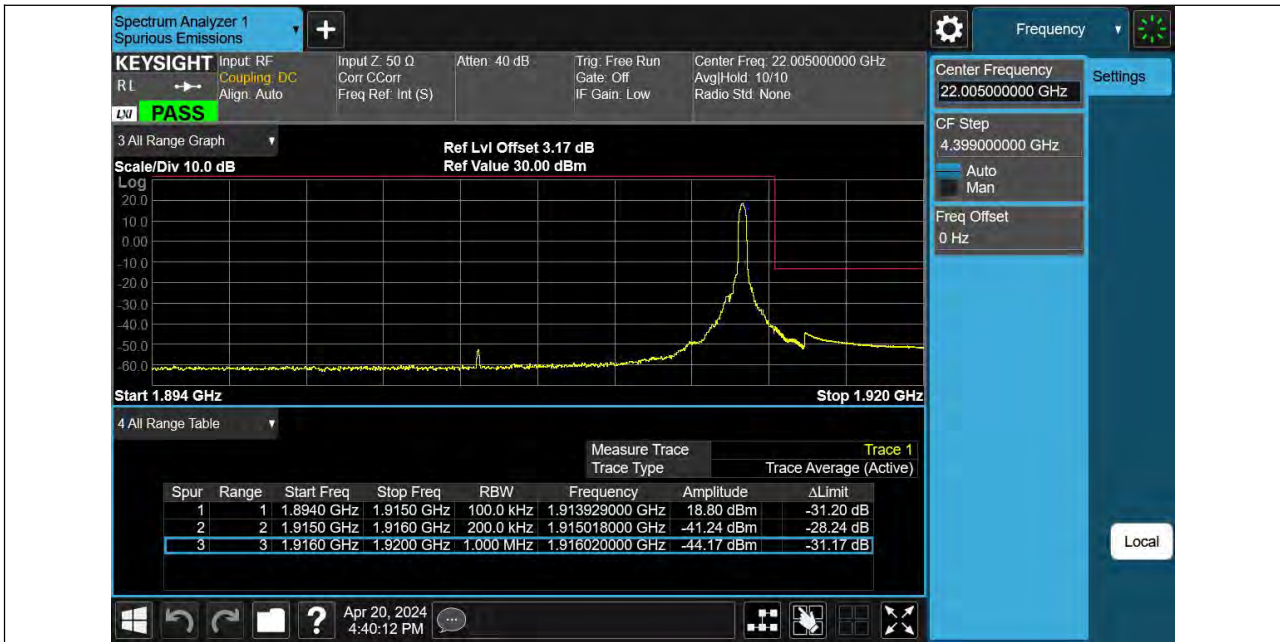 Spectrum Analyzer 1
Spurious Emissions
Frequency
KEYSIGHT
RL
LXI
PASS
Input: RF
Coupling: DC
Align: Auto
Input Z: 50 Ω
Corr CCorr
Freq Ref: Int (S)
Atten: 40 dB
Trig: Free Run
Gate: Off
IF Gain: Low
Center Freq: 22.005000000 GHz
Avg|Hold: 10/10
Radio Std: None
Center Frequency
22.005000000 GHz
Settings
CF Step
4.399000000 GHz
Auto
Man
Freq Offset
0 Hz
3 All Range Graph
Ref Lvl Offset 3.17 dB
Scale/Div 10.0 dB
Ref Value 30.00 dBm
Log
20.0
10.0
0.00
-10.0
-20.0
-30.0
-40.0
-50.0
-60.0
Start 1.894 GHz
Stop 1.920 GHz
4 All Range Table
Measure Trace Trace 1
Trace Type Trace Average (Active)
Spur Range Start Freq Stop Freq RBW Frequency Amplitude ΔLimit
1 1 1.8940 GHz 1.9150 GHz 100.0 kHz 1.913929000 GHz 18.80 dBm -31.20 dB
2 2 1.9150 GHz 1.9160 GHz 200.0 kHz 1.915018000 GHz -41.24 dBm -28.24 dB
3 3 1.9160 GHz 1.9200 GHz 1.000 MHz 1.916020000 GHz -44.17 dBm -31.17 dB
Local
Apr 20, 2024
4:40:12 PM